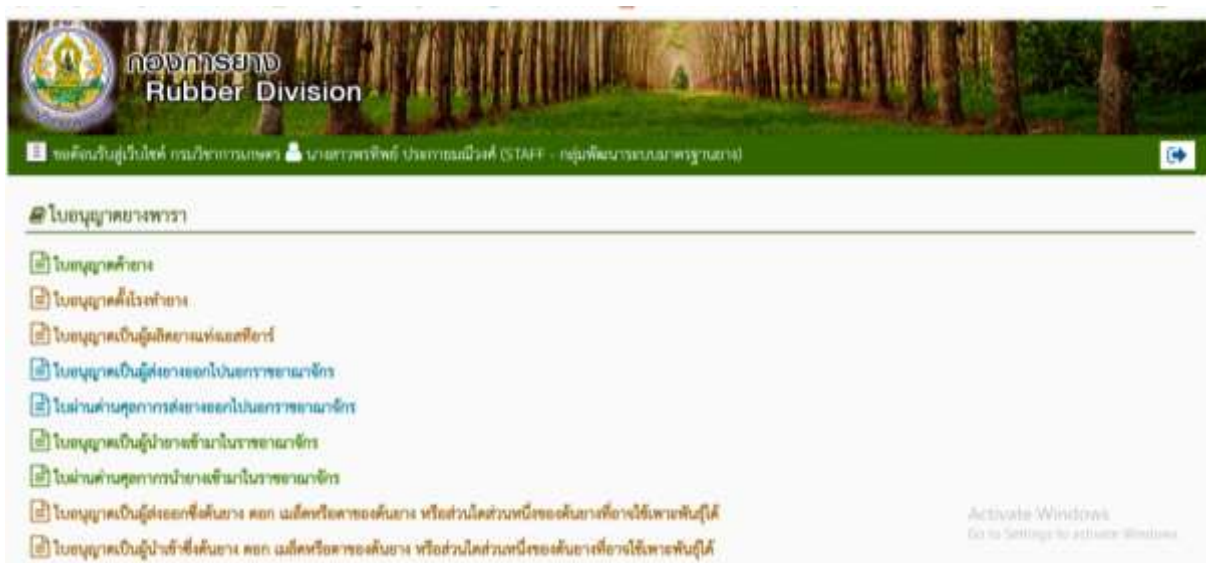 กองการยาง
Rubber Division
ขอต้อนรับสู่เว็บไซต์ กรมวิชาการเกษตร นางสาวพรทิพย์ ประกายมณีวงศ์ (STAFF - กลุ่มพัฒนาระบบมาตรฐานยาง)
ใบอนุญาตยางพารา
ใบอนุญาตค้ายาง
ใบอนุญาตตั้งโรงทำยาง
ใบอนุญาตเป็นผู้ผลิตยางแท่งเอสทีอาร์
ใบอนุญาตเป็นผู้ส่งยางออกไปนอกราชอาณาจักร
ใบผ่านด่านศุลกากรส่งยางออกไปนอกราชอาณาจักร
ใบอนุญาตเป็นผู้นำยางเข้ามาในราชอาณาจักร
ใบผ่านด่านศุลกากรนำยางเข้ามาในราชอาณาจักร
ใบอนุญาตเป็นผู้ส่งออกซึ่งต้นยาง ดอก เมล็ดหรือตาของต้นยาง หรือส่วนใดส่วนหนึ่งของต้นยางที่อาจใช้เพาะพันธุ์ได้
ใบอนุญาตเป็นผู้นำเข้าซึ่งต้นยาง ดอก เมล็ดหรือตาของต้นยาง หรือส่วนใดส่วนหนึ่งของต้นยางที่อาจใช้เพาะพันธุ์ได้
Activate Windows
Go to Settings to activate Windows.